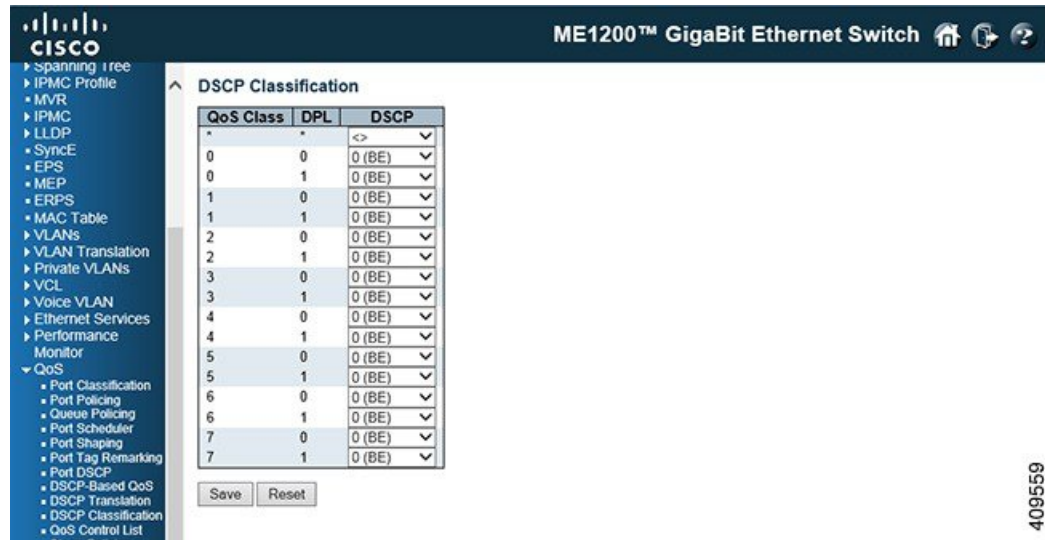 CISCO
ME1200™ GigaBit Ethernet Switch
Spanning Tree
IPMC Profile
MVR
IPMC
LLDP
SyncE
EPS
MEP
ERPS
MAC Table
VLANs
VLAN Translation
Private VLANs
VCL
Voice VLAN
Ethernet Services
Performance
Monitor
QoS
Port Classification
Port Policing
Queue Policing
Port Scheduler
Port Shaping
Port Tag Remarking
Port DSCP
DSCP-Based QoS
DSCP Translation
DSCP Classification
QoS Control List
DSCP Classification
QoS Class DPL DSCP
* * <>
0 0 0 (BE)
0 1 0 (BE)
1 0 0 (BE)
1 1 0 (BE)
2 0 0 (BE)
2 1 0 (BE)
3 0 0 (BE)
3 1 0 (BE)
4 0 0 (BE)
4 1 0 (BE)
5 0 0 (BE)
5 1 0 (BE)
6 0 0 (BE)
6 1 0 (BE)
7 0 0 (BE)
7 1 0 (BE)
Save Reset
409559